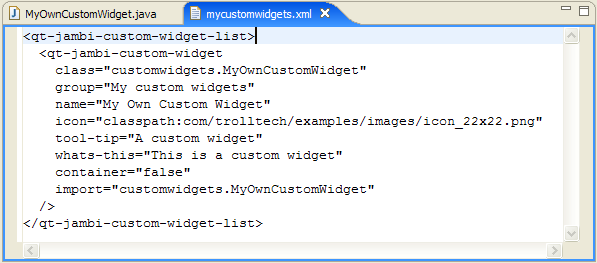 MyOwnCustomWidget.java mycustomwidgets.xml
<qt-jambi-custom-widget-list>
  <qt-jambi-custom-widget
    class="customwidgets.MyOwnCustomWidget"
    group="My custom widgets"
    name="My Own Custom Widget"
    icon="classpath:com/trolltech/examples/images/icon_22x22.png"
    tool-tip="A custom widget"
    whats-this="This is a custom widget"
    container="false"
    import="customwidgets.MyOwnCustomWidget"
  />
</qt-jambi-custom-widget-list>